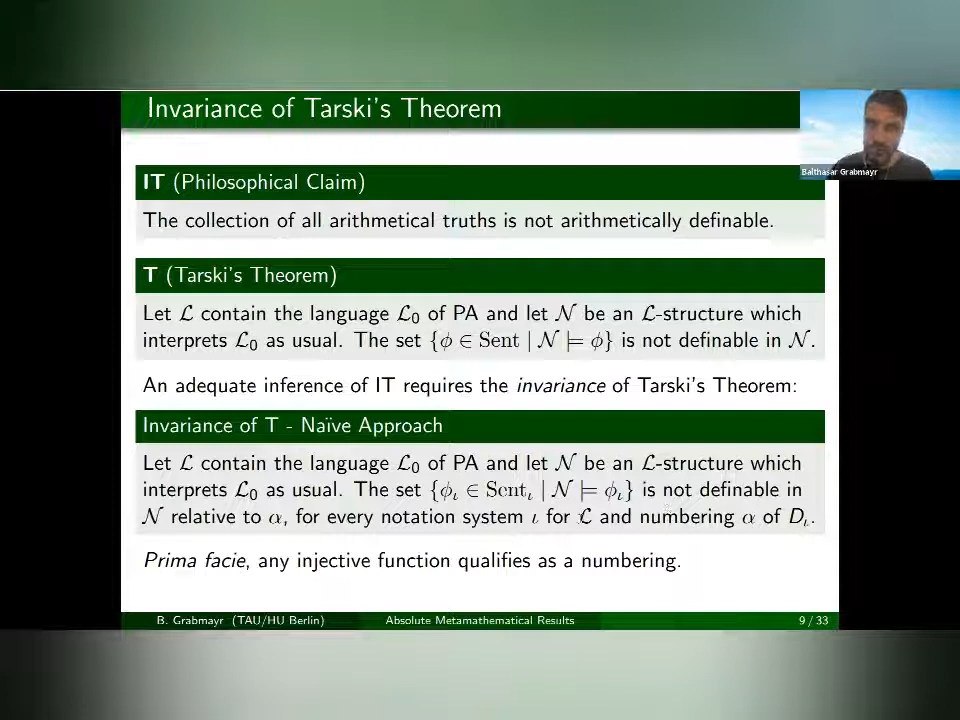 Invariance of Tarski's Theorem
Balthasar Grabmayr
IT (Philosophical Claim)
The collection of all arithmetical truths is not arithmetically definable.
T (Tarski's Theorem)
Let ℒ contain the language ℒ₀ of PA and let 𝒩 be an ℒ-structure which
interprets ℒ₀ as usual. The set {ϕ ∈ Sent | 𝒩 ⊨ ϕ} is not definable in 𝒩.
An adequate inference of IT requires the invariance of Tarski's Theorem:
Invariance of T - Naïve Approach
Let ℒ contain the language ℒ₀ of PA and let 𝒩 be an ℒ-structure which
interprets ℒ₀ as usual. The set {ϕ_ι ∈ Sent_ι | 𝒩 ⊨ ϕ_ι} is not definable in
𝒩 relative to α, for every notation system ι for ℒ and numbering α of D_ι.
Prima facie, any injective function qualifies as a numbering.
B. Grabmayr (TAU/HU Berlin) Absolute Metamathematical Results 9 / 33